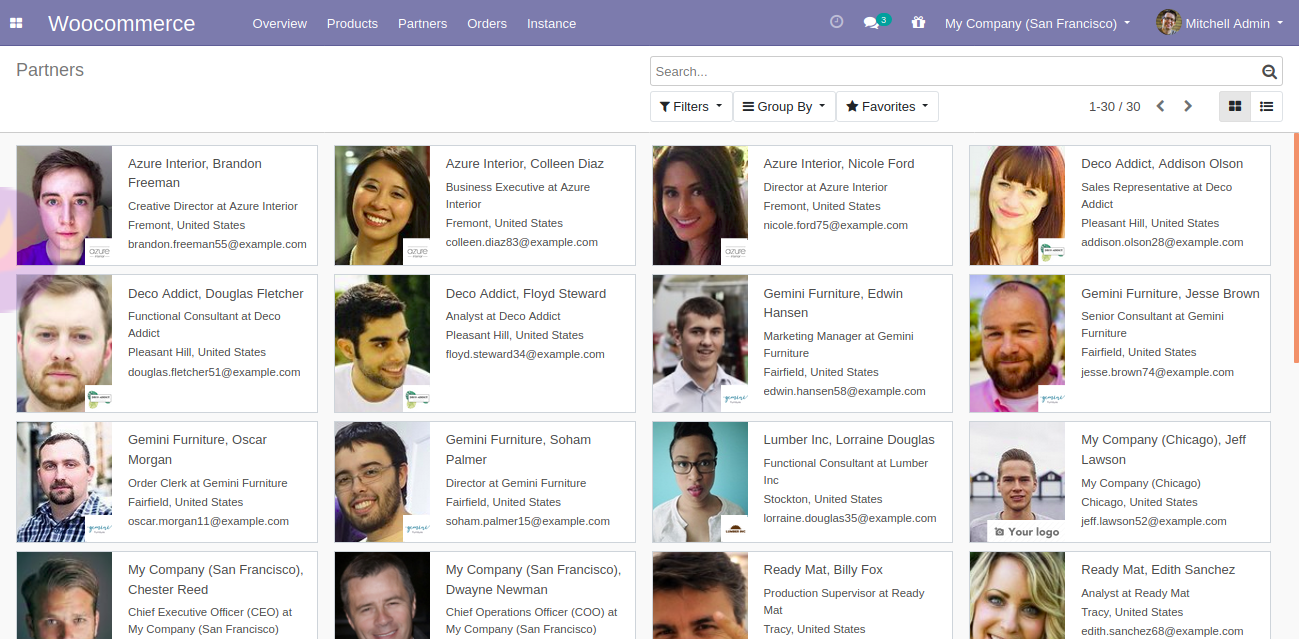 Woocommerce
Overview Products Partners Orders Instance
3
My Company (San Francisco)
Mitchell Admin
Partners
Search...
Filters Group By Favorites
1-30 / 30
Azure Interior, Brandon
Freeman
Creative Director at Azure Interior
Fremont, United States
brandon.freeman55@example.com
azure
Azure Interior, Colleen Diaz
Business Executive at Azure
Interior
Fremont, United States
colleen.diaz83@example.com
azure
Azure Interior, Nicole Ford
Director at Azure Interior
Fremont, United States
nicole.ford75@example.com
azure
Deco Addict, Addison Olson
Sales Representative at Deco
Addict
Pleasant Hill, United States
addison.olson28@example.com
Deco Addict, Douglas Fletcher
Functional Consultant at Deco
Addict
Pleasant Hill, United States
douglas.fletcher51@example.com
Deco Addict, Floyd Steward
Analyst at Deco Addict
Pleasant Hill, United States
floyd.steward34@example.com
Gemini Furniture, Edwin
Hansen
Marketing Manager at Gemini
Furniture
Fairfield, United States
edwin.hansen58@example.com
gemini
Gemini Furniture, Jesse Brown
Senior Consultant at Gemini
Furniture
Fairfield, United States
jesse.brown74@example.com
gemini
Gemini Furniture, Oscar
Morgan
Order Clerk at Gemini Furniture
Fairfield, United States
oscar.morgan11@example.com
gemini
Gemini Furniture, Soham
Palmer
Director at Gemini Furniture
Fairfield, United States
soham.palmer15@example.com
gemini
Lumber Inc, Lorraine Douglas
Functional Consultant at Lumber
Inc
Stockton, United States
lorraine.douglas35@example.com
LUMBER INC
My Company (Chicago), Jeff
Lawson
My Company (Chicago)
Chicago, United States
jeff.lawson52@example.com
Your logo
My Company (San Francisco),
Chester Reed
Chief Executive Officer (CEO) at
My Company (San Francisco)
My Company (San Francisco),
Dwayne Newman
Chief Operations Officer (COO) at
My Company (San Francisco)
Ready Mat, Billy Fox
Production Supervisor at Ready
Mat
Tracy, United States
Ready Mat, Edith Sanchez
Analyst at Ready Mat
Tracy, United States
edith.sanchez68@example.com